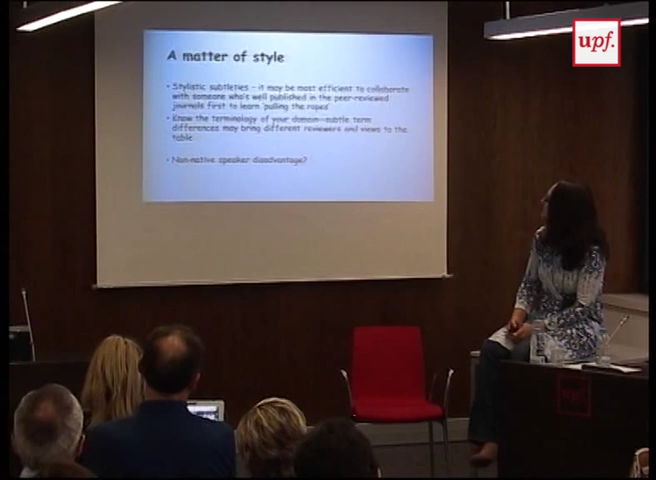 upf.
A matter of style
• Stylistic subtleties – it may be most efficient to collaborate
with someone who's well published in the peer-reviewed
journals first to learn 'pulling the ropes'
• Know the terminology of your domain—subtle term
differences may bring different reviewers and views to the
table
• Non-native speaker disadvantage?
upf.